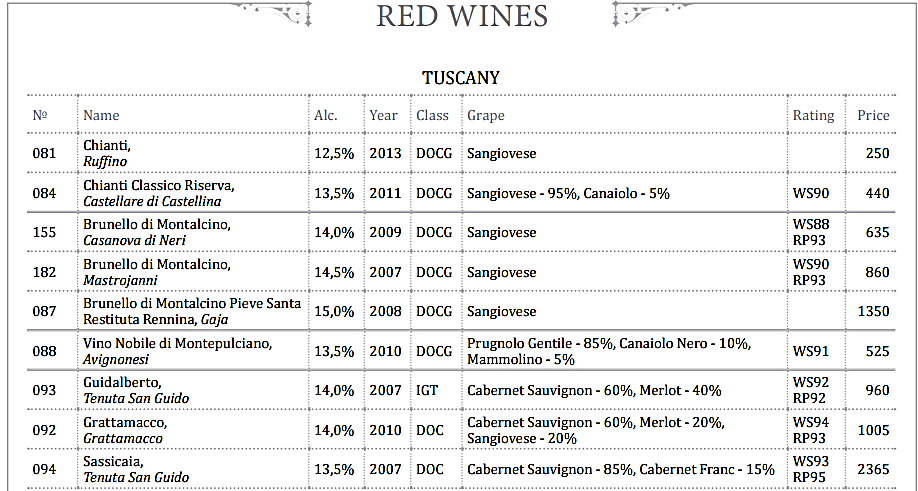 RED WINES
TUSCANY
№ Name Alc. Year Class Grape Rating Price
081 Chianti, Ruffino 12,5% 2013 DOCG Sangiovese 250
084 Chianti Classico Riserva, Castellare di Castellina 13,5% 2011 DOCG Sangiovese - 95%, Canaiolo - 5% WS90 440
155 Brunello di Montalcino, Casanova di Neri 14,0% 2009 DOCG Sangiovese WS88 RP93 635
182 Brunello di Montalcino, Mastrojanni 14,5% 2007 DOCG Sangiovese WS90 RP93 860
087 Brunello di Montalcino Pieve Santa Restituta Rennina, Gaja 15,0% 2008 DOCG Sangiovese 1350
088 Vino Nobile di Montepulciano, Avignonesi 13,5% 2010 DOCG Prugnolo Gentile - 85%, Canaiolo Nero - 10%, Mammolino - 5% WS91 525
093 Guidalberto, Tenuta San Guido 14,0% 2007 IGT Cabernet Sauvignon - 60%, Merlot - 40% WS92 RP92 960
092 Grattamacco, Grattamacco 14,0% 2010 DOC Cabernet Sauvignon - 60%, Merlot - 20%, Sangiovese - 20% WS94 RP93 1005
094 Sassicaia, Tenuta San Guido 13,5% 2007 DOC Cabernet Sauvignon - 85%, Cabernet Franc - 15% WS93 RP95 2365